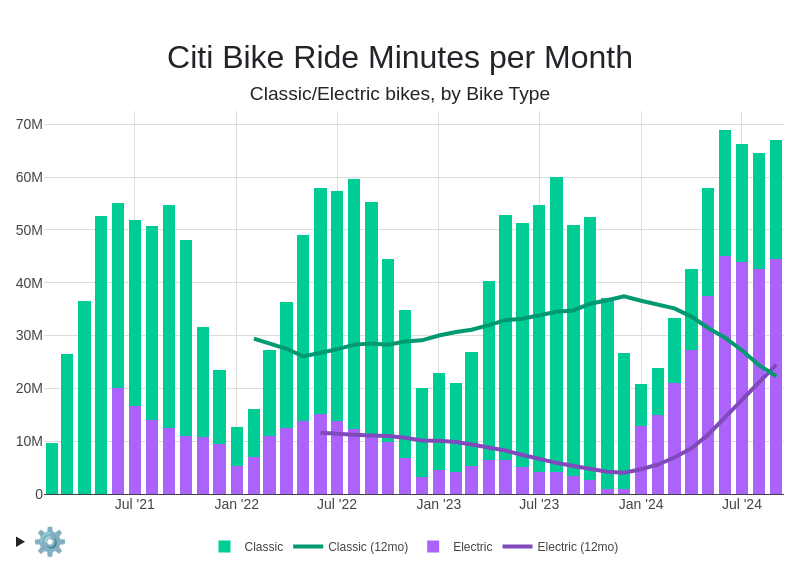 Citi Bike Ride Minutes per Month
Classic/Electric bikes, by Bike Type
70M
60M
50M
40M
30M
20M
10M
0
Jul '21 Jan '22 Jul '22 Jan '23 Jul '23 Jan '24 Jul '24
Classic Classic (12mo) Electric Electric (12mo)